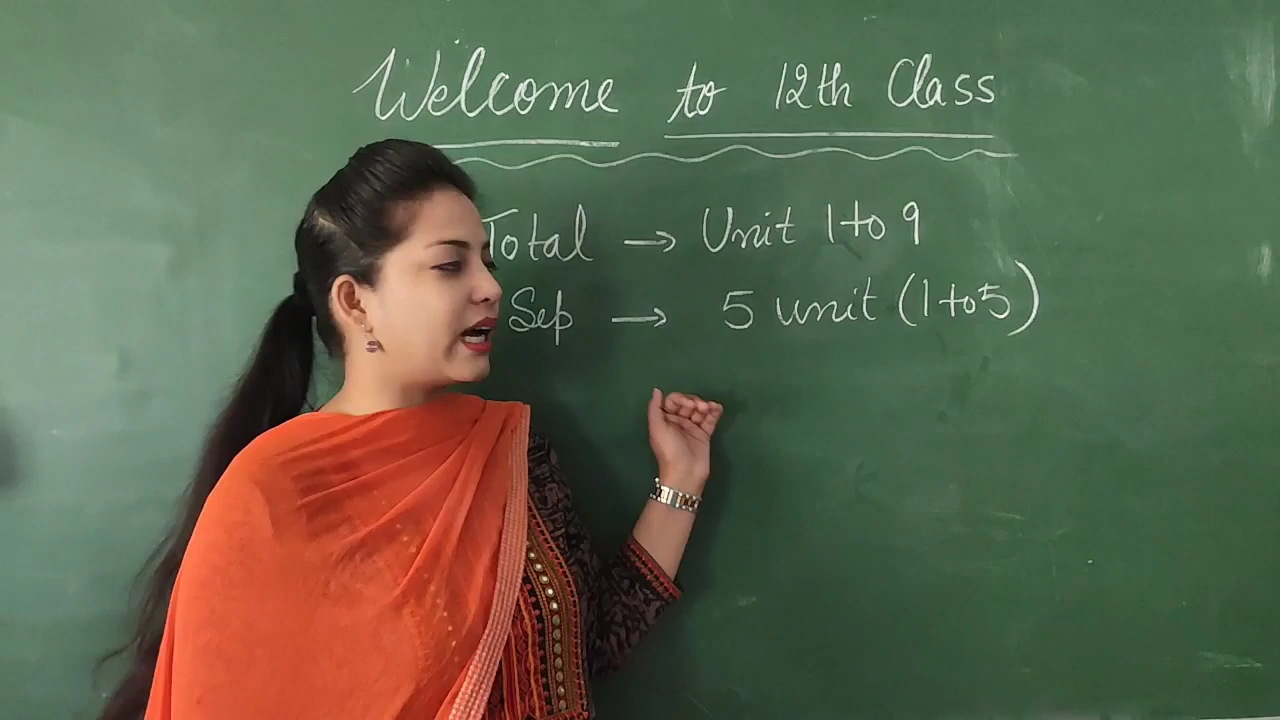 Welcome to 12th Class
Total → Unit 1 to 9
Sep → 5 unit (1 to 5)